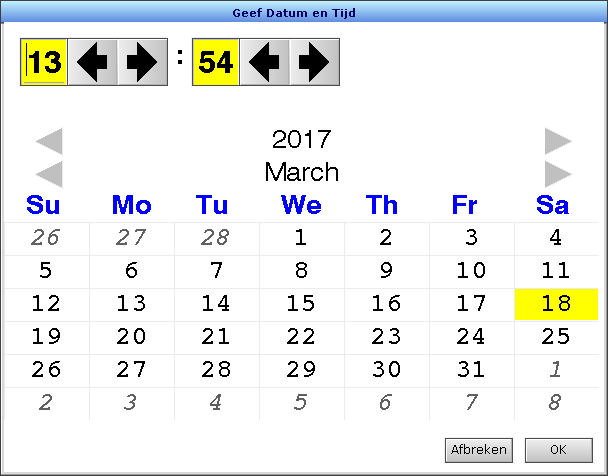 Geef Datum en Tijd
13 : 54
2017
March
Su Mo Tu We Th Fr Sa
26 27 28 1 2 3 4
5 6 7 8 9 10 11
12 13 14 15 16 17 18
19 20 21 22 23 24 25
26 27 28 29 30 31 1
2 3 4 5 6 7 8
Afbreken OK